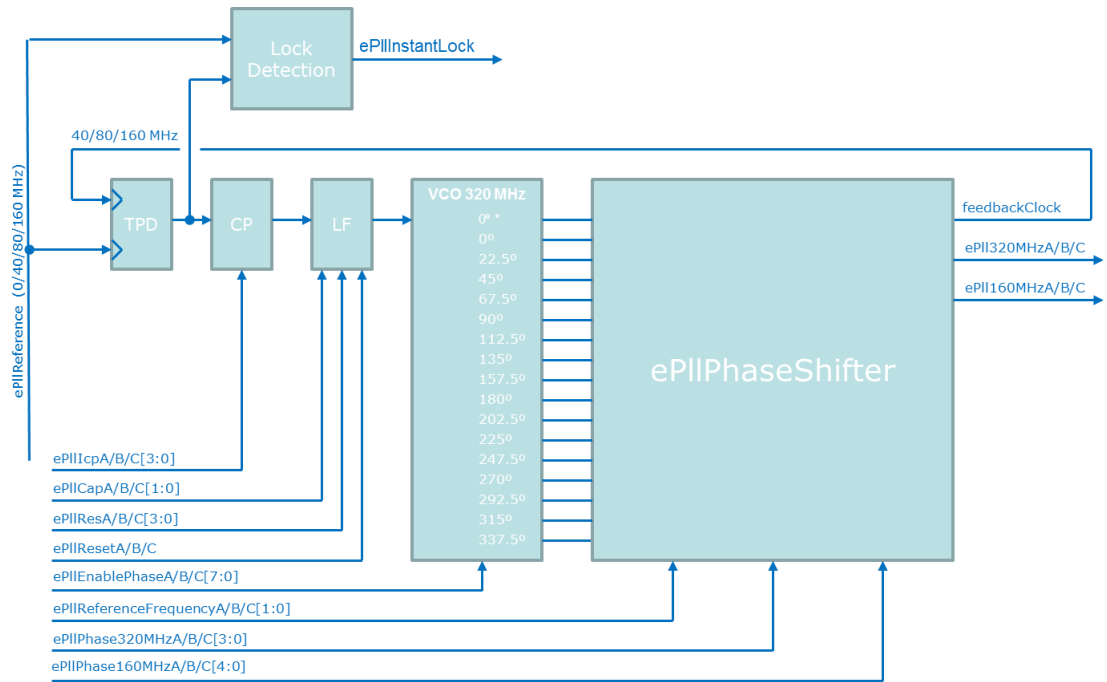 Lock
Detection
ePllInstantLock
40/80/160 MHz
ePllReference (0/40/80/160 MHz)
TPD
CP
LF
VCO 320 MHz
0º *
0º
22.5º
45º
67.5º
90º
112.5º
135º
157.5º
180º
202.5º
225º
247.5º
270º
292.5º
315º
337.5º
ePllPhaseShifter
feedbackClock
ePll320MHzA/B/C
ePll160MHzA/B/C
ePllIcpA/B/C[3:0]
ePllCapA/B/C[1:0]
ePllResA/B/C[3:0]
ePllResetA/B/C
ePllEnablePhaseA/B/C[7:0]
ePllReferenceFrequencyA/B/C[1:0]
ePllPhase320MHzA/B/C[3:0]
ePllPhase160MHzA/B/C[4:0]